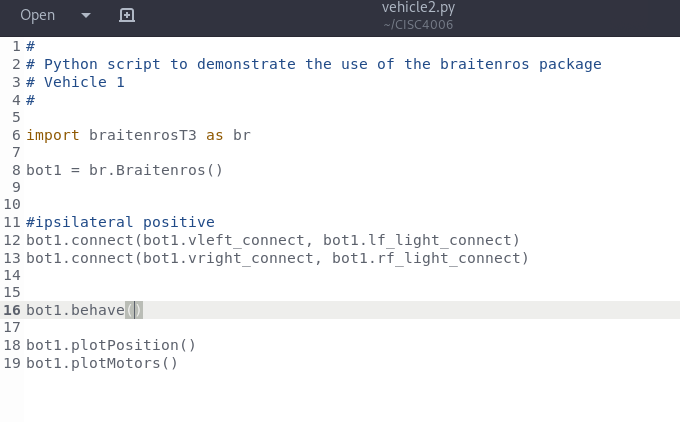 Open
vehicle2.py
~/CISC4006
1 #
2 # Python script to demonstrate the use of the braitenros package
3 # Vehicle 1
4 #
5
6 import braitenrosT3 as br
7
8 bot1 = br.Braitenros()
9
10
11 #ipsilateral positive
12 bot1.connect(bot1.vleft_connect, bot1.lf_light_connect)
13 bot1.connect(bot1.vright_connect, bot1.rf_light_connect)
14
15
16 bot1.behave()
17
18 bot1.plotPosition()
19 bot1.plotMotors()